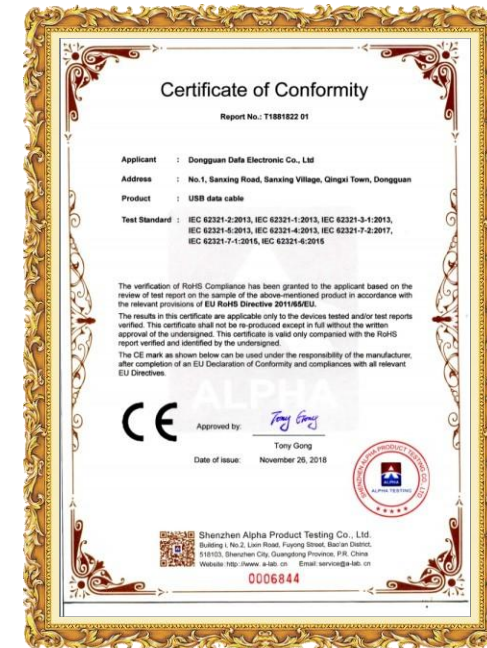 Certificate of Conformity
Report No.: T1881822 01
Applicant : Dongguan Dafa Electronic Co., Ltd
Address : No.1, Sanxing Road, Sanxing Village, Qingxi Town, Dongguan
Product : USB data cable
Test Standard : IEC 62321-2:2013, IEC 62321-1:2013, IEC 62321-3-1:2013,
IEC 62321-5:2013, IEC 62321-4:2013, IEC 62321-7-2:2017,
IEC 62321-7-1:2015, IEC 62321-6:2015
The verification of RoHS Compliance has been granted to the applicant based on the
review of test report on the sample of the above-mentioned product in accordance with
the relevant provisions of EU RoHS Directive 2011/65/EU.
The results in this certificate are applicable only to the devices tested and/or test reports
verified. This certificate shall not be re-produced except in full without the written
approval of the undersigned. This certificate is valid only companied with the RoHS
report verified and identified by the undersigned.
The CE mark as shown below can be used under the responsibility of the manufacturer,
after completion of an EU Declaration of Conformity and compliances with all relevant
EU Directives.
ALPHA
CE
Approved by: Tony Gong
Tony Gong
Date of issue: November 26, 2018
SHENZHEN ALPHA PRODUCT TESTING CO., LTD
ALPHA
ALPHA TESTING
Shenzhen Alpha Product Testing Co., Ltd.
Building i, No.2, Lixin Road, Fuyong Street, Bao'an District,
518103, Shenzhen City, Guangdong Province, P.R. China
Website: http://www. a-lab. cn Email: service@a-lab. cn
0006844